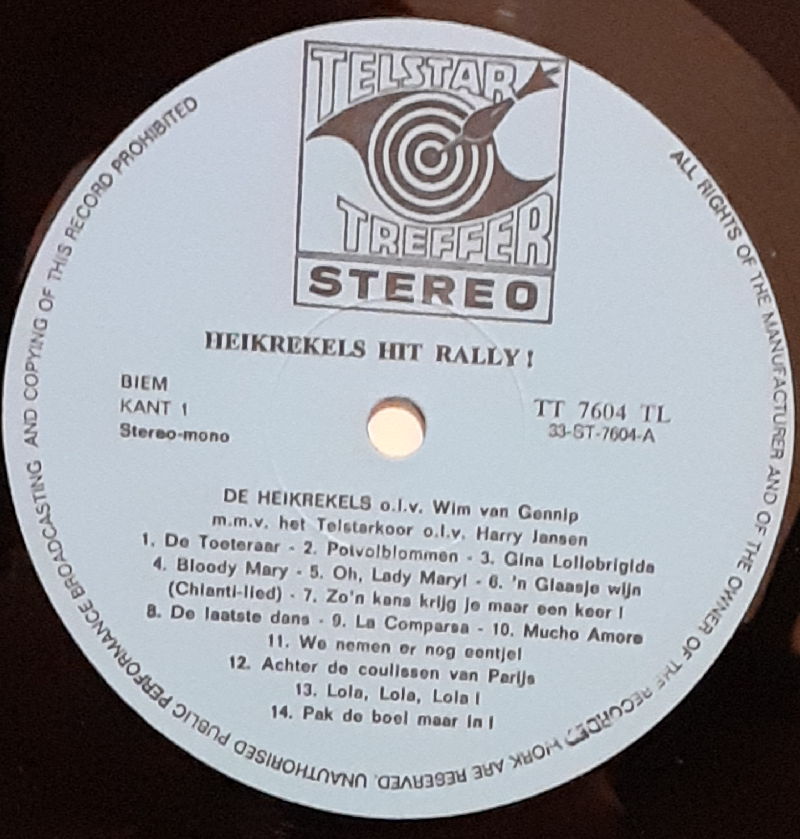 TELSTAR
TREFFER
STEREO
HEIKREKELS HIT RALLY!
BIEM
KANT 1
Stereo-mono
TT 7604 TL
33-ST-7604-A
DE HEIKREKELS o.l.v. Wim van Gennip
m.m.v. het Telstarkoor o.l.v. Harry Jansen
1. De Toeteraar - 2. Polvolblommen - 3. Gina Lollobrigida
4. Bloody Mary - 5. Oh, Lady Mary! - 6. 'n Glaasje wijn
(Chianti-lied) - 7. Zo'n kans krijg je maar een keer !
8. De laatste dans - 9. La Comparsa - 10. Mucho Amore
11. We nemen er nog eentje!
12. Achter de coulissen van Parijs
13. Lola, Lola, Lola !
14. Pak de boel maar in !
ALL RIGHTS OF THE MANUFACTURER AND OF THE OWNER OF THE RECORDED WORK ARE RESERVED. UNAUTHORISED PUBLIC PERFORMANCE BROADCASTING AND COPYING OF THIS RECORD PROHIBITED